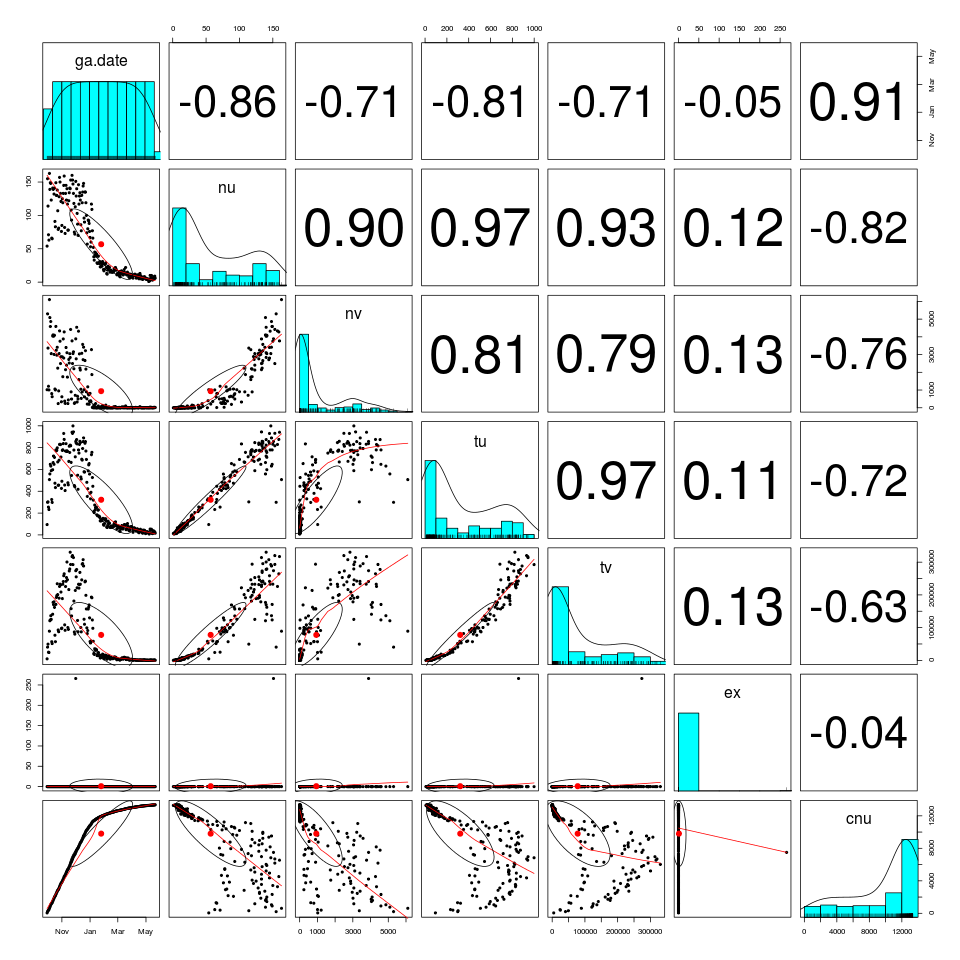 0 50 100 150 0 200 400 600 800 1000 0 50 100 150 200 250
ga.date -0.86 -0.71 -0.81 -0.71 -0.05 0.91
Nov Jan Mar May
0 50 100 150
nu 0.90 0.97 0.93 0.12 -0.82
nv 0.81 0.79 0.13 -0.76
0 1000 3000 5000
0 200 400 600 800 1000
tu 0.97 0.11 -0.72
tv 0.13 -0.63
0 100000 200000 300000
0 50 100 150 200 250
ex -0.04
cnu
0 4000 8000 12000
Nov Jan Mar May 0 1000 3000 5000 0 100000 200000 300000 0 4000 8000 12000